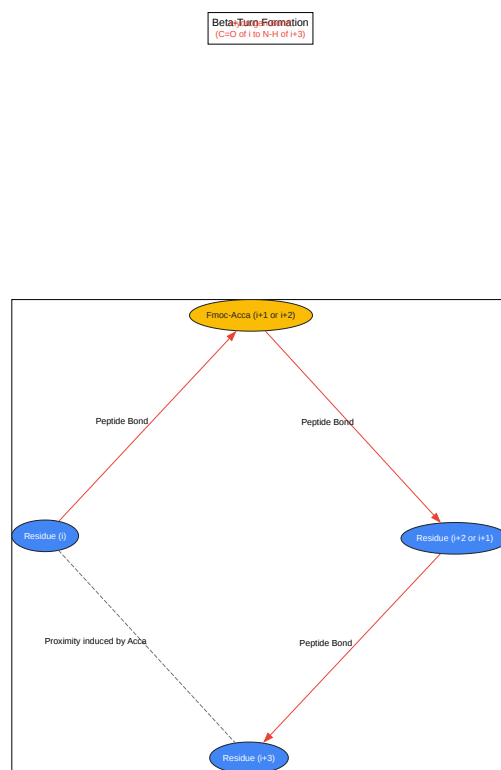 Beta-Turn Formation
(C=O of i to N-H of i+3)
Fmoc-Acca (i+1 or i+2)
Peptide Bond
Peptide Bond
Residue (i)
Residue (i+2 or i+1)
Proximity induced by Acca
Peptide Bond
Residue (i+3)